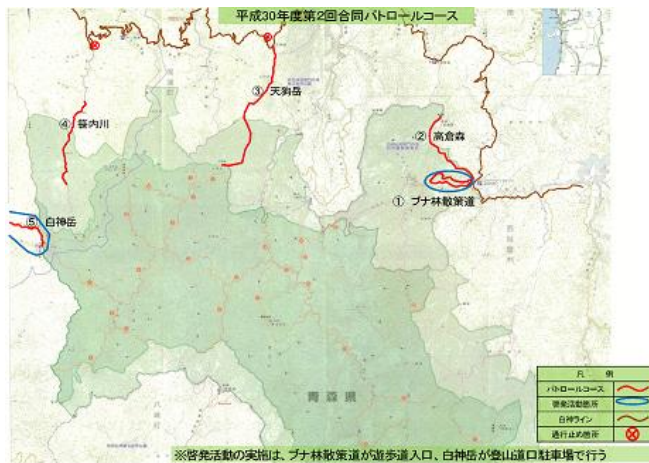 平成30年度第2回合同パトロールコース
③ 天狗岳
④ 笹内川
② 高倉森
① ブナ林散策道
⑤ 白神岳
青森県
凡 例
パトロールコース
啓発活動箇所
白神ライン
通行止め箇所
※啓発活動の実施は、ブナ林散策道が遊歩道入口、白神岳が登山道口駐車場で行う